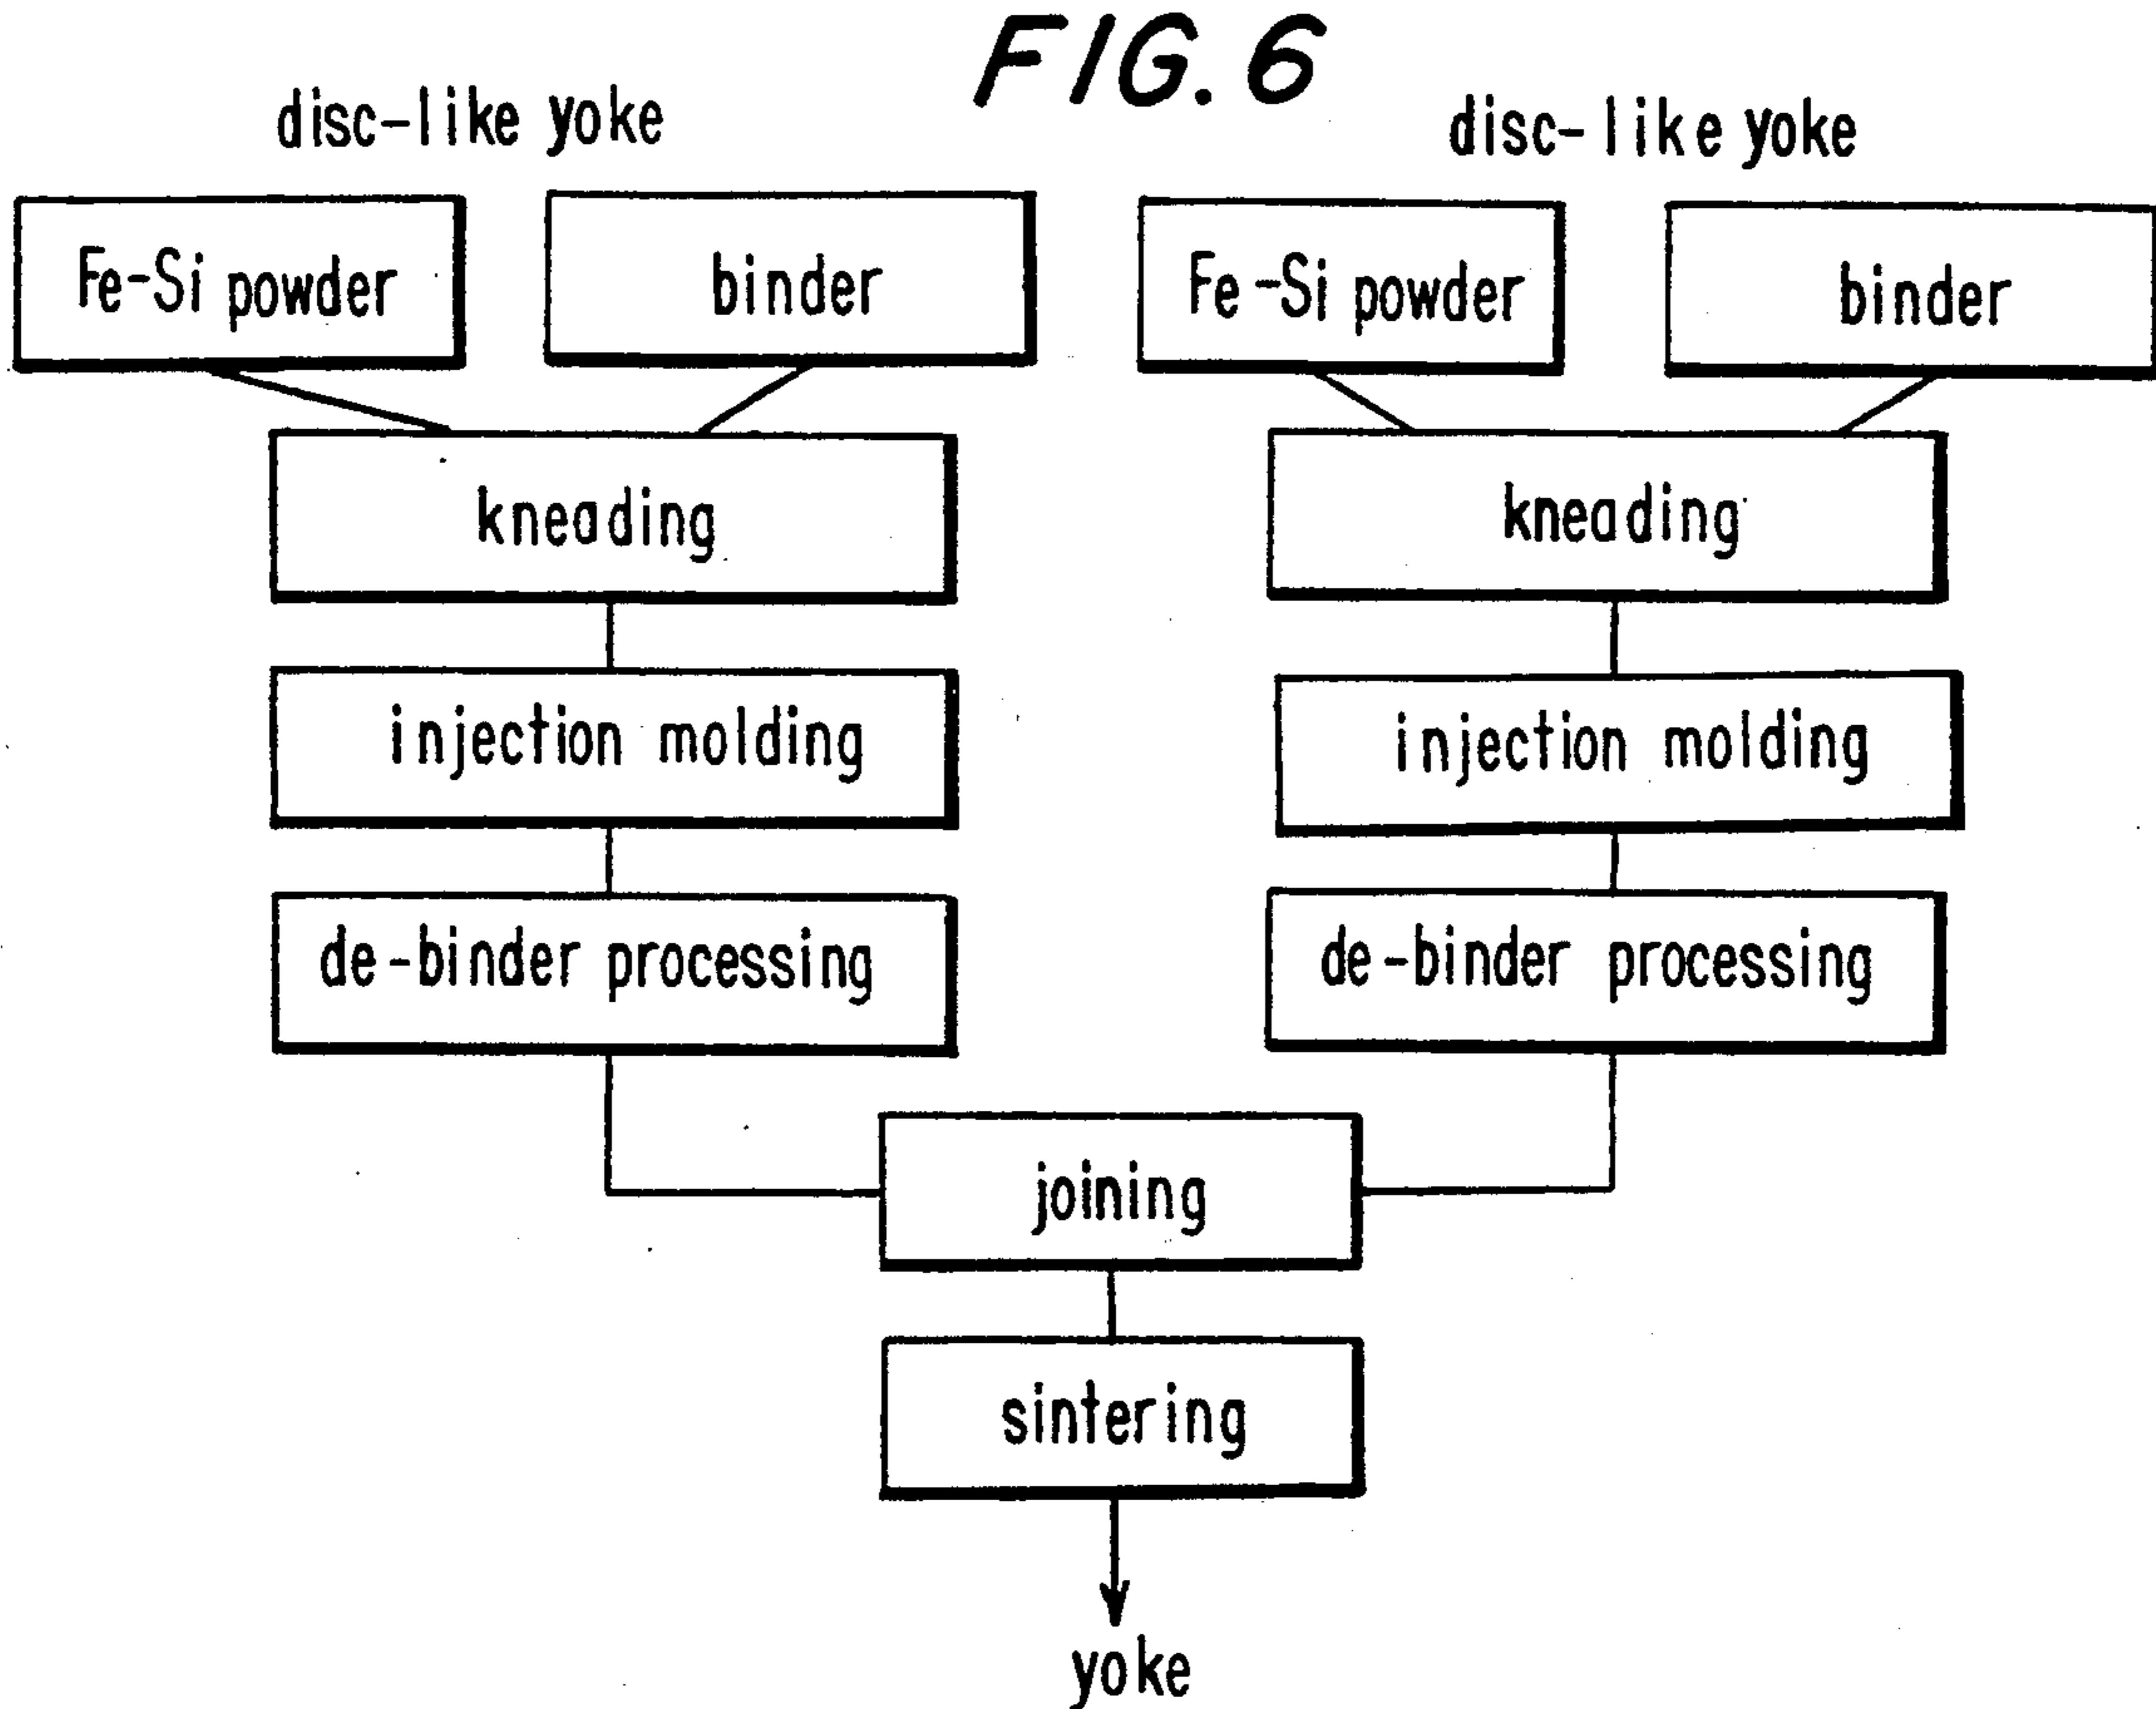 FIG. 6
disc-like yoke
disc-like yoke
Fe-Si powder
binder
Fe-Si powder
binder
kneading
kneading
injection molding
injection molding
de-binder processing
de-binder processing
joining
sintering
yoke